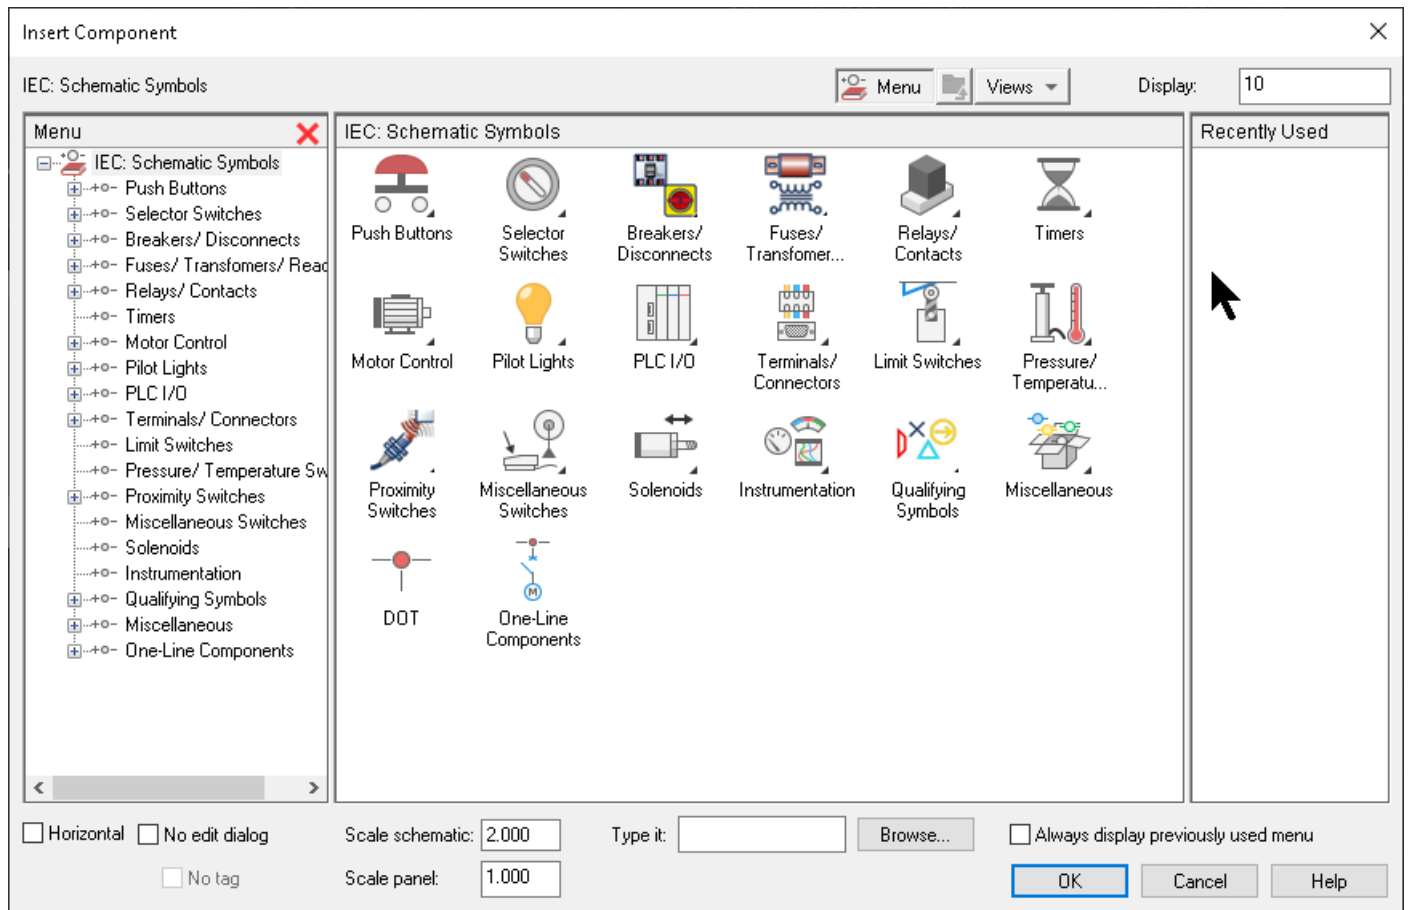 Insert Component
IEC: Schematic Symbols
Menu
Views
Display:
10
Menu
IEC: Schematic Symbols
Push Buttons
Selector Switches
Breakers/ Disconnects
Fuses/ Transfomers/ Reac
Relays/ Contacts
Timers
Motor Control
Pilot Lights
PLC I/O
Terminals/ Connectors
Limit Switches
Pressure/ Temperature Sw
Proximity Switches
Miscellaneous Switches
Solenoids
Instrumentation
Qualifying Symbols
Miscellaneous
One-Line Components
IEC: Schematic Symbols
Push Buttons
Selector
Switches
Breakers/
Disconnects
Fuses/
Transfomer...
Relays/
Contacts
Timers
Motor Control
Pilot Lights
PLC I/O
Terminals/
Connectors
Limit Switches
Pressure/
Temperatu...
Proximity
Switches
Miscellaneous
Switches
Solenoids
Instrumentation
Qualifying
Symbols
Miscellaneous
DOT
M
One-Line
Components
Recently Used
Horizontal
No edit dialog
No tag
Scale schematic:
2.000
Scale panel:
1.000
Type it:
Browse...
Always display previously used menu
OK
Cancel
Help